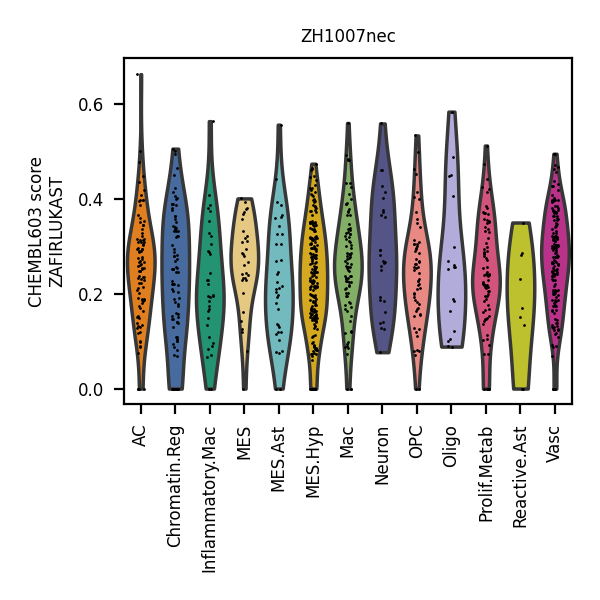 ZH1007nec
CHEMBL603 score
ZAFIRLUKAST
0.6
0.4
0.2
0.0
AC
Chromatin.Reg
Inflammatory.Mac
MES
MES.Ast
MES.Hyp
Mac
Neuron
OPC
Oligo
Prolif.Metab
Reactive.Ast
Vasc